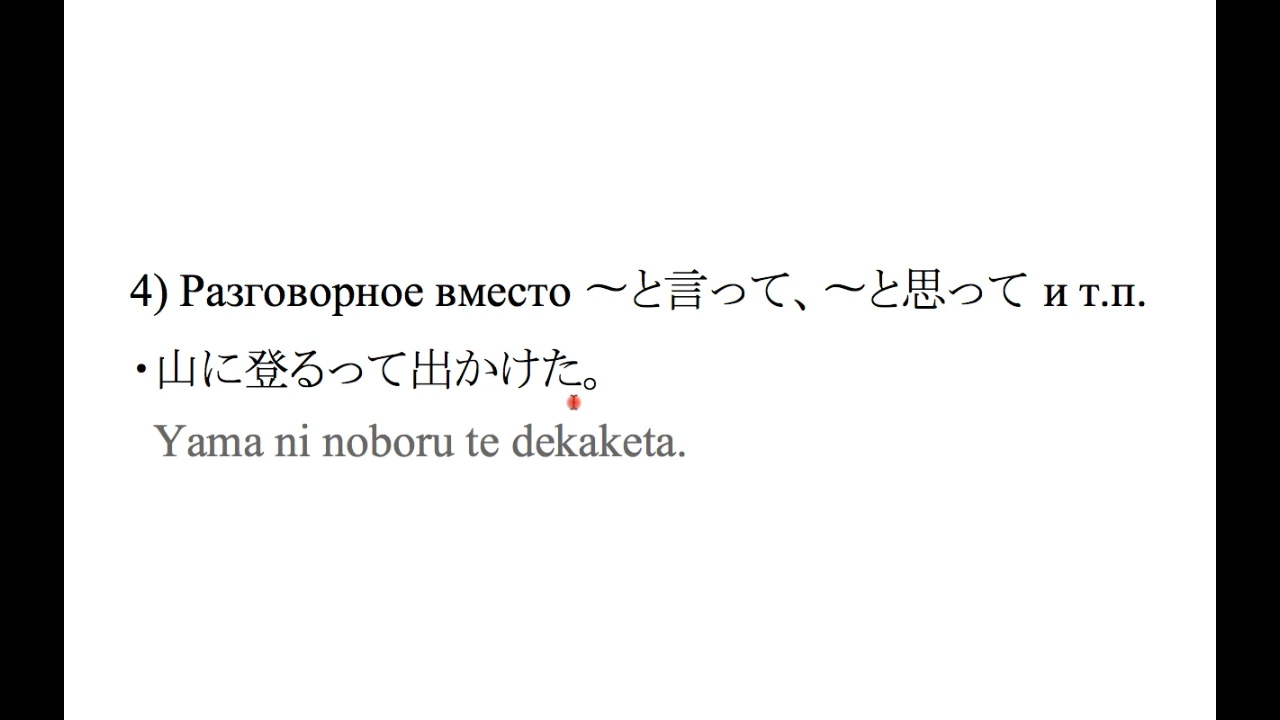 4) Разговорное вместо ～と言って、～と思って и т.п.
・山に登るって出かけた。
Yama ni noboru te dekaketa.